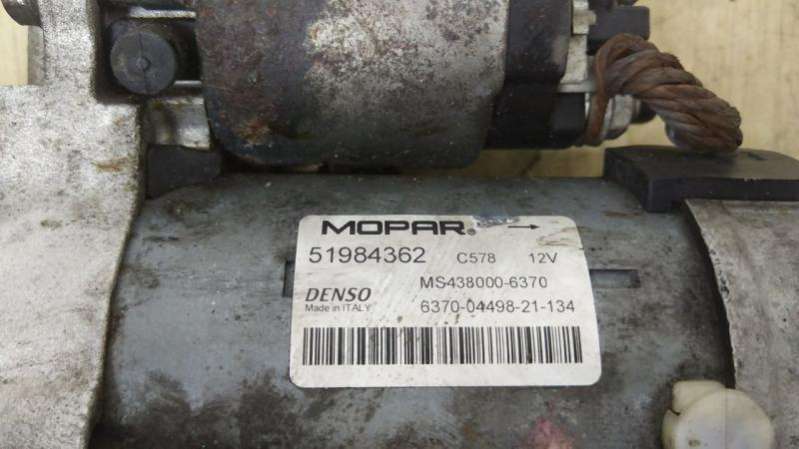 MOPAR®
51984362 C578 12V
MS438000-6370
DENSO
Made in ITALY 6370-04498-21-134